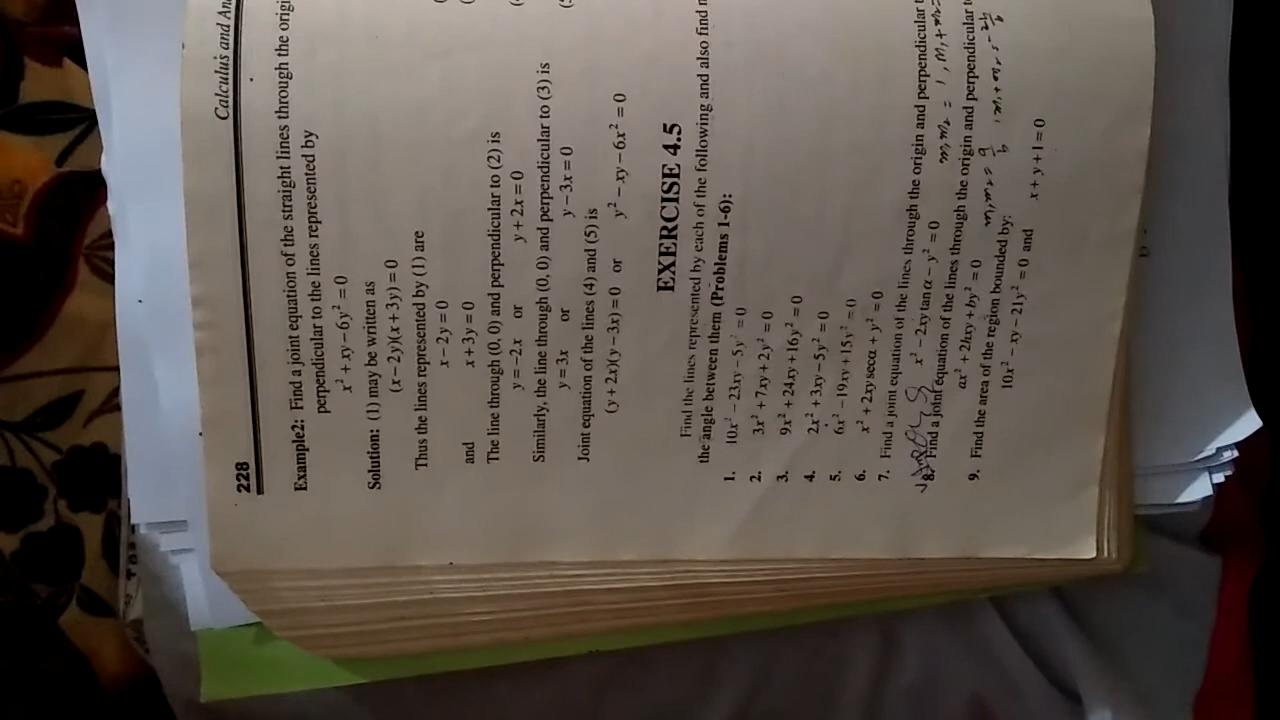 228
Calculus and An
Example2: Find a joint equation of the straight lines through the origi
perpendicular to the lines represented by
x² + xy – 6y² = 0
Solution: (1) may be written as
(x – 2y)(x + 3y) = 0
Thus the lines represented by (1) are
x – 2y = 0
and x + 3y = 0
The line through (0, 0) and perpendicular to (2) is
y = –2x or y + 2x = 0
Similarly, the line through (0, 0) and perpendicular to (3) is
y = 3x or y – 3x = 0
Joint equation of the lines (4) and (5) is
(y + 2x)(y – 3x) = 0 or y² – xy – 6x² = 0
EXERCISE 4.5
Find the lines represented by each of the following and also find
the angle between them (Problems 1-6):
1. 10x² – 23xy – 5y² = 0
2. 3x² + 7xy + 2y² = 0
3. 9x² + 24xy + 16y² = 0
4. 2x² + 3xy – 5y² = 0
5. 6x² – 19xy + 15y² = 0
6. x² + 2xy secα + y² = 0
7. Find a joint equation of the lines through the origin and perpendicular t
x² – 2xy tan α – y² = 0
m₁m₂ = 1, m₁+m₂=
8. Find a joint equation of the lines through the origin and perpendicular t
ax² + 2hxy + by² = 0
9. Find the area of the region bounded by:
10x² – xy – 21y² = 0 and x + y + 1 = 0